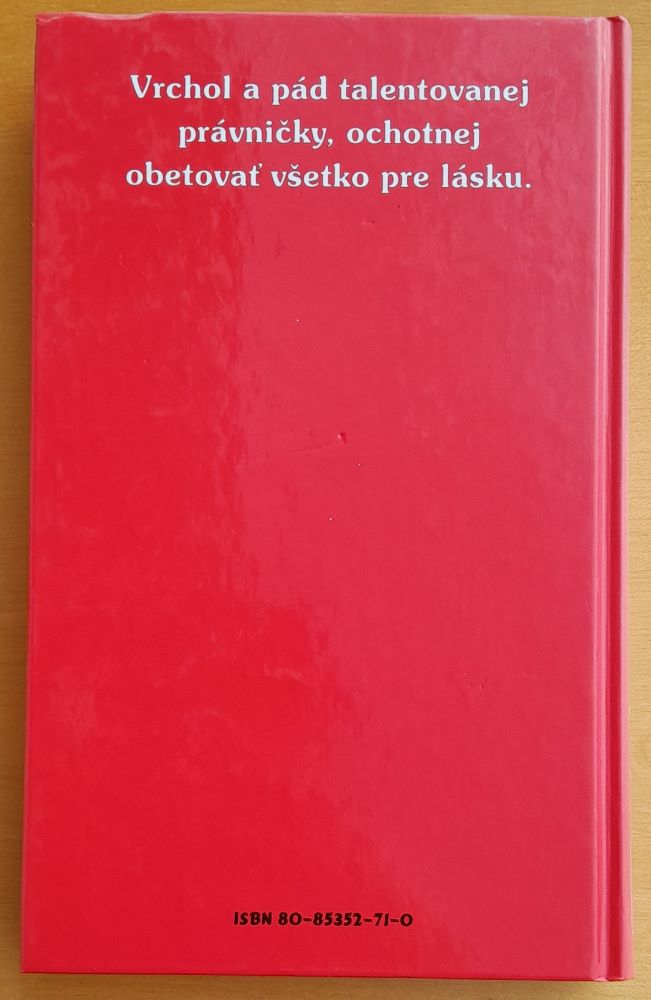 Vrchol a pád talentovanej
právničky, ochotnej
obetovať všetko pre lásku.
ISBN 80-85352-71-0